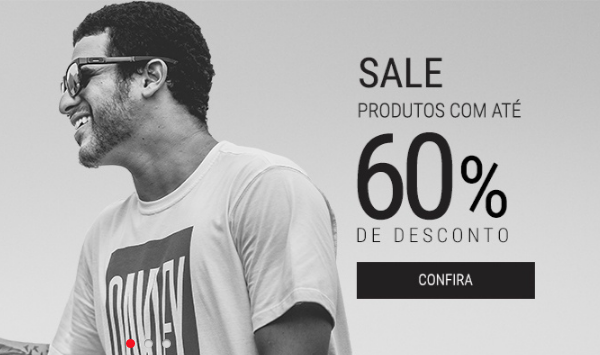 SALE
PRODUTOS COM ATÉ
60%
DE DESCONTO
CONFIRA
OAKLEY